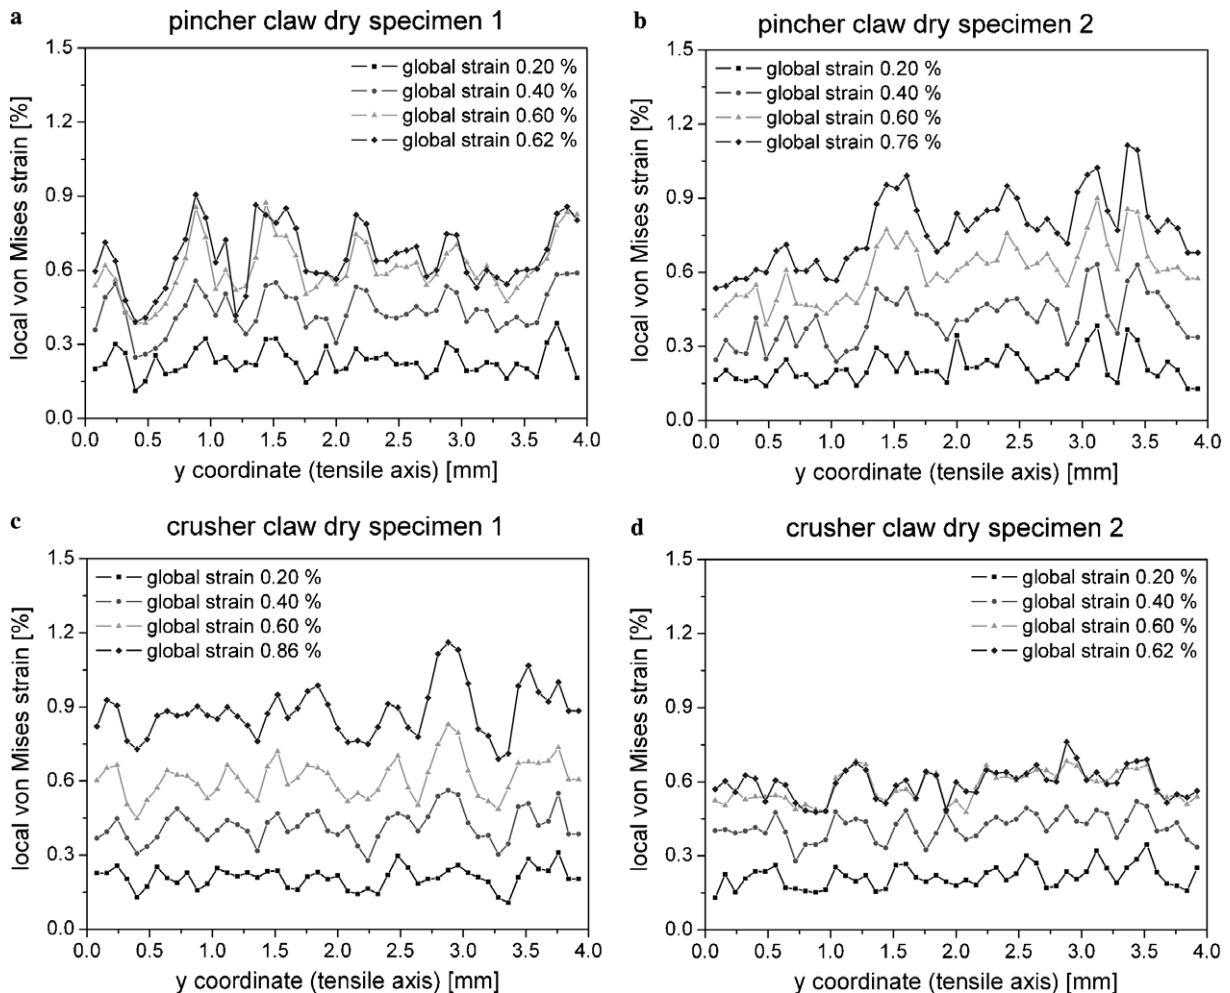 a
pincher claw dry specimen 1
local von Mises strain [%]
1.5
1.2
0.9
0.6
0.3
0.0
global strain 0.20 %
global strain 0.40 %
global strain 0.60 %
global strain 0.62 %
0.0 0.5 1.0 1.5 2.0 2.5 3.0 3.5 4.0
y coordinate (tensile axis) [mm]
b
pincher claw dry specimen 2
local von Mises strain [%]
1.5
1.2
0.9
0.6
0.3
0.0
global strain 0.20 %
global strain 0.40 %
global strain 0.60 %
global strain 0.76 %
0.0 0.5 1.0 1.5 2.0 2.5 3.0 3.5 4.0
y coordinate (tensile axis) [mm]
c
crusher claw dry specimen 1
local von Mises strain [%]
1.5
1.2
0.9
0.6
0.3
0.0
global strain 0.20 %
global strain 0.40 %
global strain 0.60 %
global strain 0.86 %
0.0 0.5 1.0 1.5 2.0 2.5 3.0 3.5 4.0
y coordinate (tensile axis) [mm]
d
crusher claw dry specimen 2
local von Mises strain [%]
1.5
1.2
0.9
0.6
0.3
0.0
global strain 0.20 %
global strain 0.40 %
global strain 0.60 %
global strain 0.62 %
0.0 0.5 1.0 1.5 2.0 2.5 3.0 3.5 4.0
y coordinate (tensile axis) [mm]